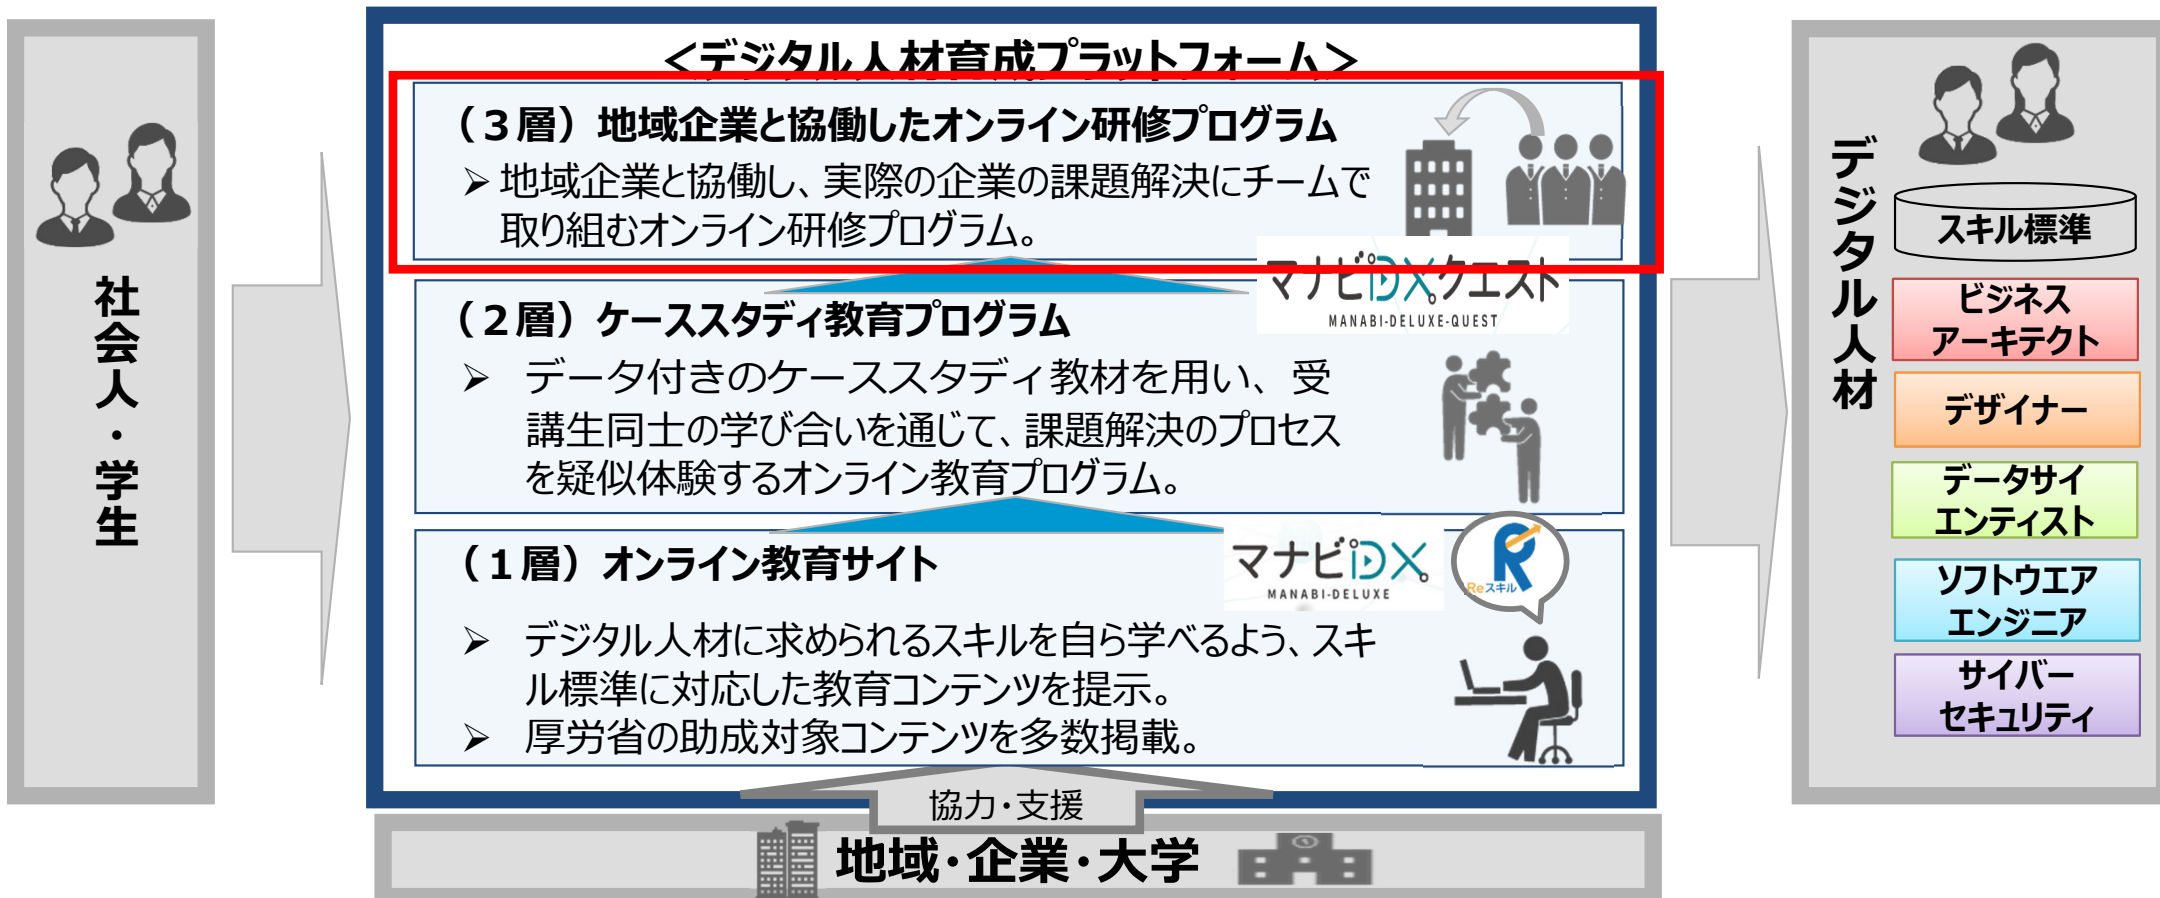 社会人・学生
＜デジタル人材育成プラットフォーム＞
（３層）地域企業と協働したオンライン研修プログラム
➢ 地域企業と協働し、実際の企業の課題解決にチームで
取り組むオンライン研修プログラム。
マナビDXクエスト
MANABI-DELUXE-QUEST
（２層）ケーススタディ教育プログラム
➢ データ付きのケーススタディ教材を用い、受
講生同士の学び合いを通じて、課題解決のプロセス
を疑似体験するオンライン教育プログラム。
（１層）オンライン教育サイト
マナビDX
MANABI-DELUXE
Reスキル
➢ デジタル人材に求められるスキルを自ら学べるよう、スキ
ル標準に対応した教育コンテンツを提示。
➢ 厚労省の助成対象コンテンツを多数掲載。
協力・支援
地域・企業・大学
デジタル人材
スキル標準
ビジネス
アーキテクト
デザイナー
データサイ
エンティスト
ソフトウエア
エンジニア
サイバー
セキュリティ